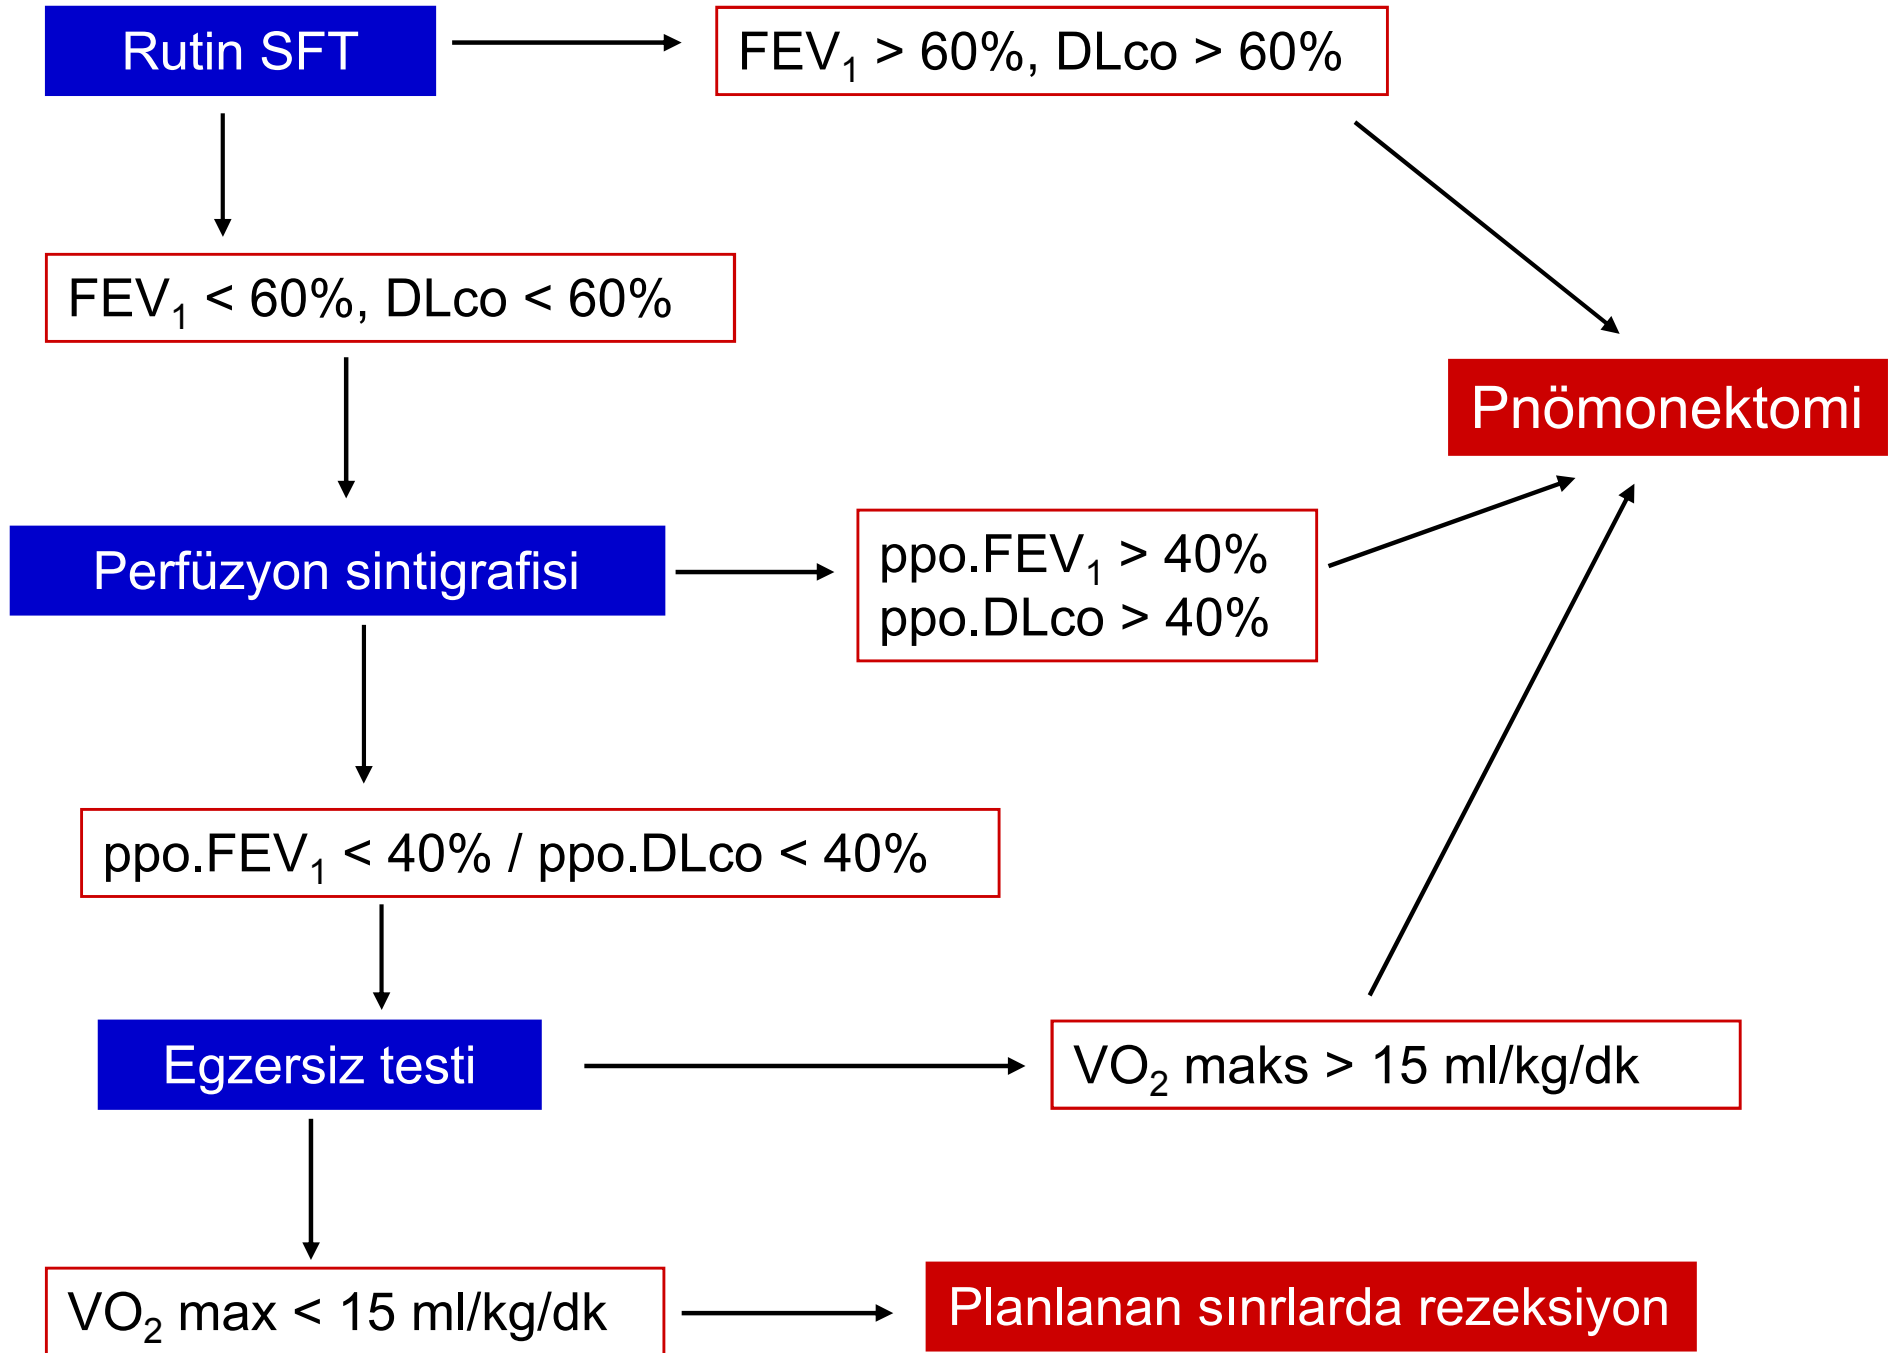 Rutin SFT
FEV₁ > 60%, DLco > 60%
FEV₁ < 60%, DLco < 60%
Pnömonektomi
Perfüzyon sintigrafisi
ppo.FEV₁ > 40%
ppo.DLco > 40%
ppo.FEV₁ < 40% / ppo.DLco < 40%
Egzersiz testi
VO₂ maks > 15 ml/kg/dk
VO₂ max < 15 ml/kg/dk
Planlanan sınrlarda rezeksiyon